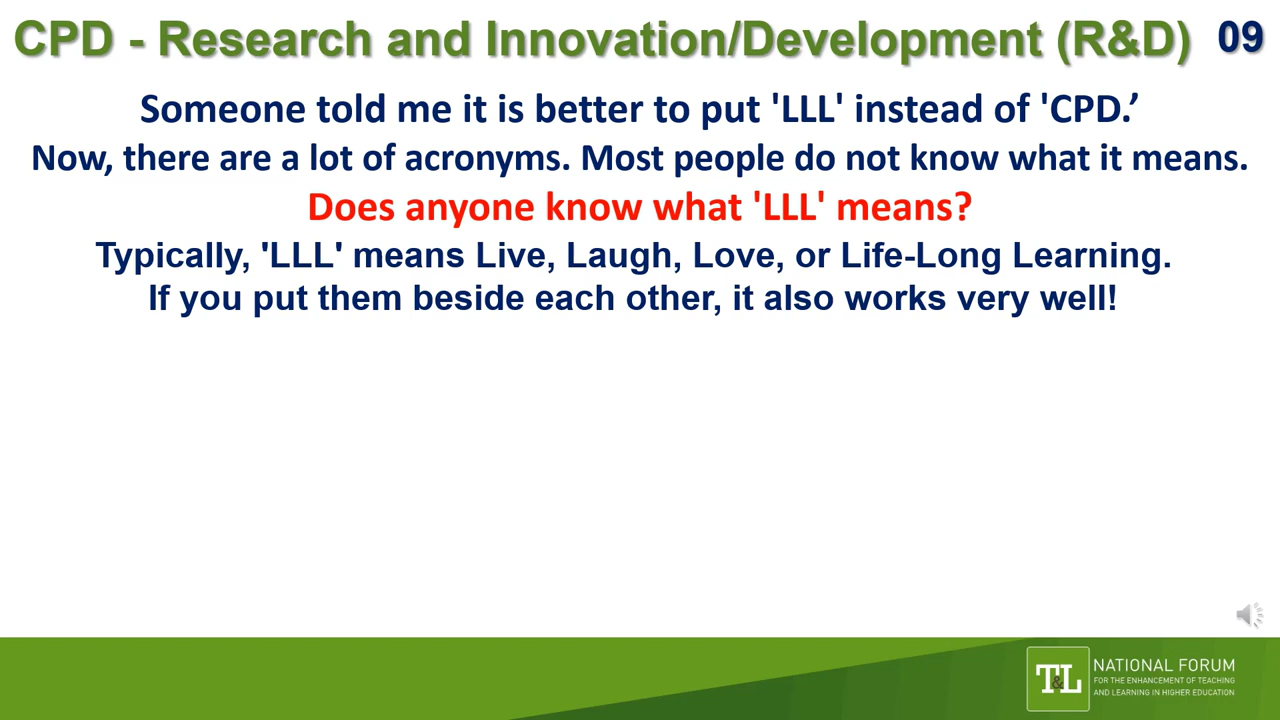 CPD - Research and Innovation/Development (R&D) 09
Someone told me it is better to put 'LLL' instead of 'CPD.’
Now, there are a lot of acronyms. Most people do not know what it means.
Does anyone know what 'LLL' means?
Typically, 'LLL' means Live, Laugh, Love, or Life-Long Learning.
If you put them beside each other, it also works very well!
T&L
NATIONAL FORUM
FOR THE ENHANCEMENT OF TEACHING
AND LEARNING IN HIGHER EDUCATION